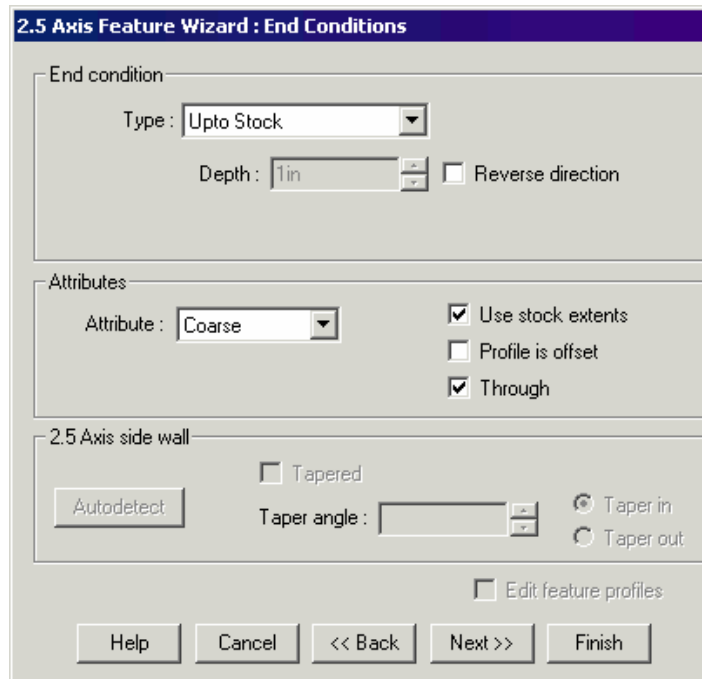 2.5 Axis Feature Wizard : End Conditions
End condition
Type : Upto Stock
Depth : 1in Reverse direction
Attributes
Attribute : Coarse Use stock extents
Profile is offset
Through
2.5 Axis side wall
Tapered
Autodetect Taper angle : Taper in
Taper out
Edit feature profiles
Help Cancel << Back Next >> Finish